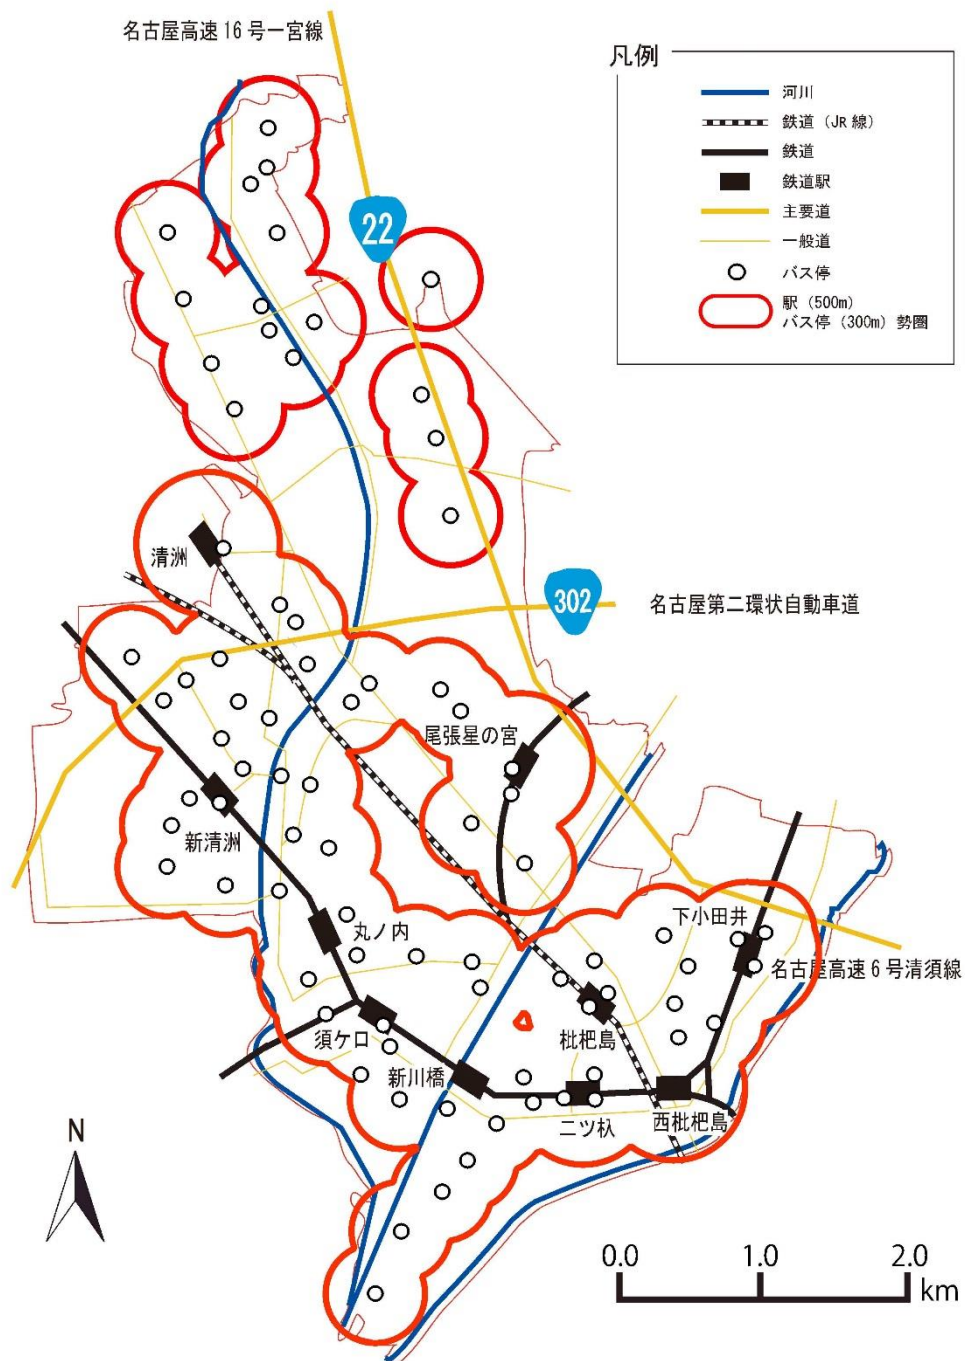 名古屋高速 16 号一宮線
凡例
河川
鉄道（JR 線）
鉄道
鉄道駅
主要道
一般道
バス停
駅（500m）
バス停（300m）勢圏
22
清洲
302
名古屋第二環状自動車道
尾張星の宮
新清洲
丸ノ内
下小田井
名古屋高速 6 号清須線
須ケ口
枇杷島
新川橋
二ツ杁
西枇杷島
N
0.0 1.0 2.0
km